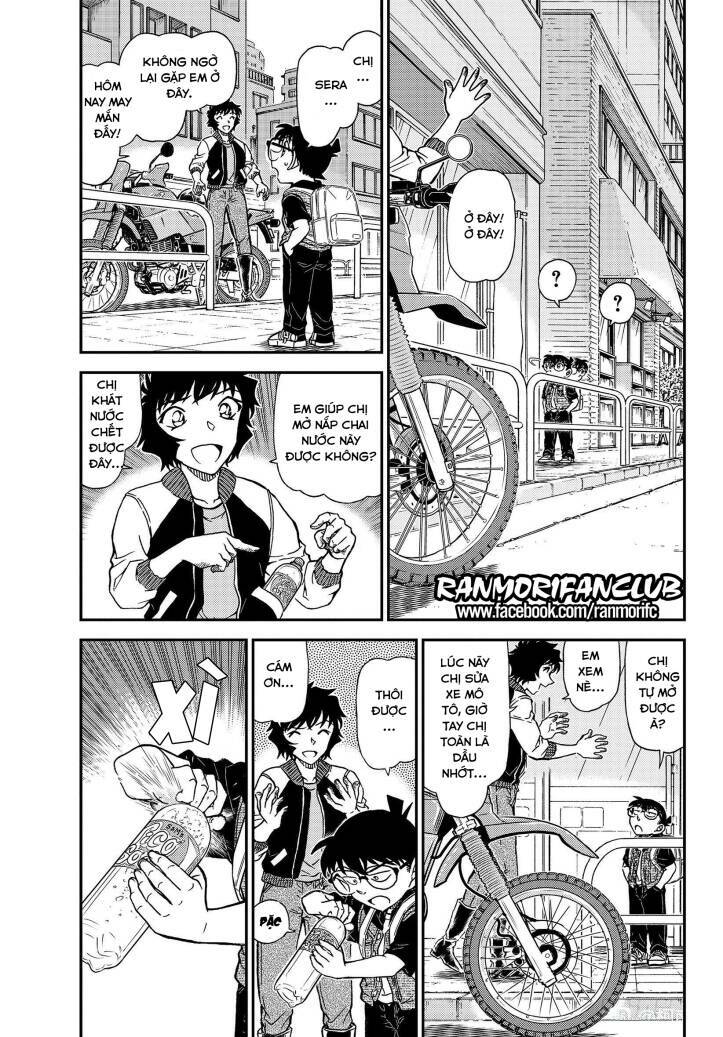 Ở ĐÂY!
Ở ĐÂY!
?
?
CHỊ
...
SERA
...
KHÔNG NGỜ
LẠI GẶP EM Ở
ĐÂY.
HÔM
NAY MAY
MẮN
ĐẤY!
EM GIÚP CHỊ
MỞ NẮP CHAI
NƯỚC NÀY
ĐƯỢC KHÔNG?
CHỊ
KHÁT
NƯỚC
CHẾT
ĐƯỢC
ĐÂY...
RANMORIFANCLUB
www.facebook.com/ranmorifc
CHỊ
KHÔNG
TỰ MỞ
ĐƯỢC
À?
EM
XEM
NÈ...
LÚC NÃY
CHỊ SỬA
XE MÔ
TÔ, GIỜ
TAY CHỊ
TOÀN LÀ
DẦU
NHỚT...
THÔI
ĐƯỢC...
CÁM
ƠN...
PẶC
XÌ